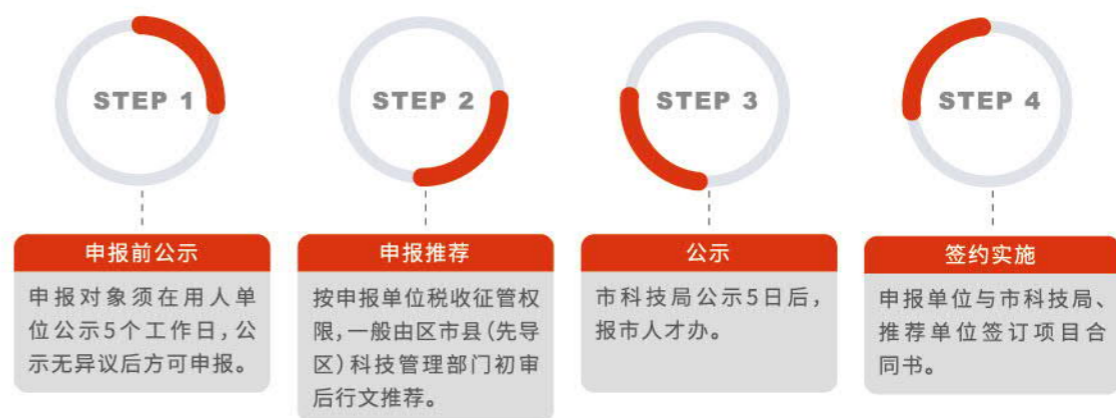 STEP 1
申报前公示
申报对象须在用人单
位公示5个工作日,公
示无异议后方可申报。
STEP 2
申报推荐
按申报单位税收征管权
限,一般由区市县(先导
区)科技管理部门初审
后行文推荐。
STEP 3
公示
市科技局公示5日后,
报市人才办。
STEP 4
签约实施
申报单位与市科技局、
推荐单位签订项目合
同书。